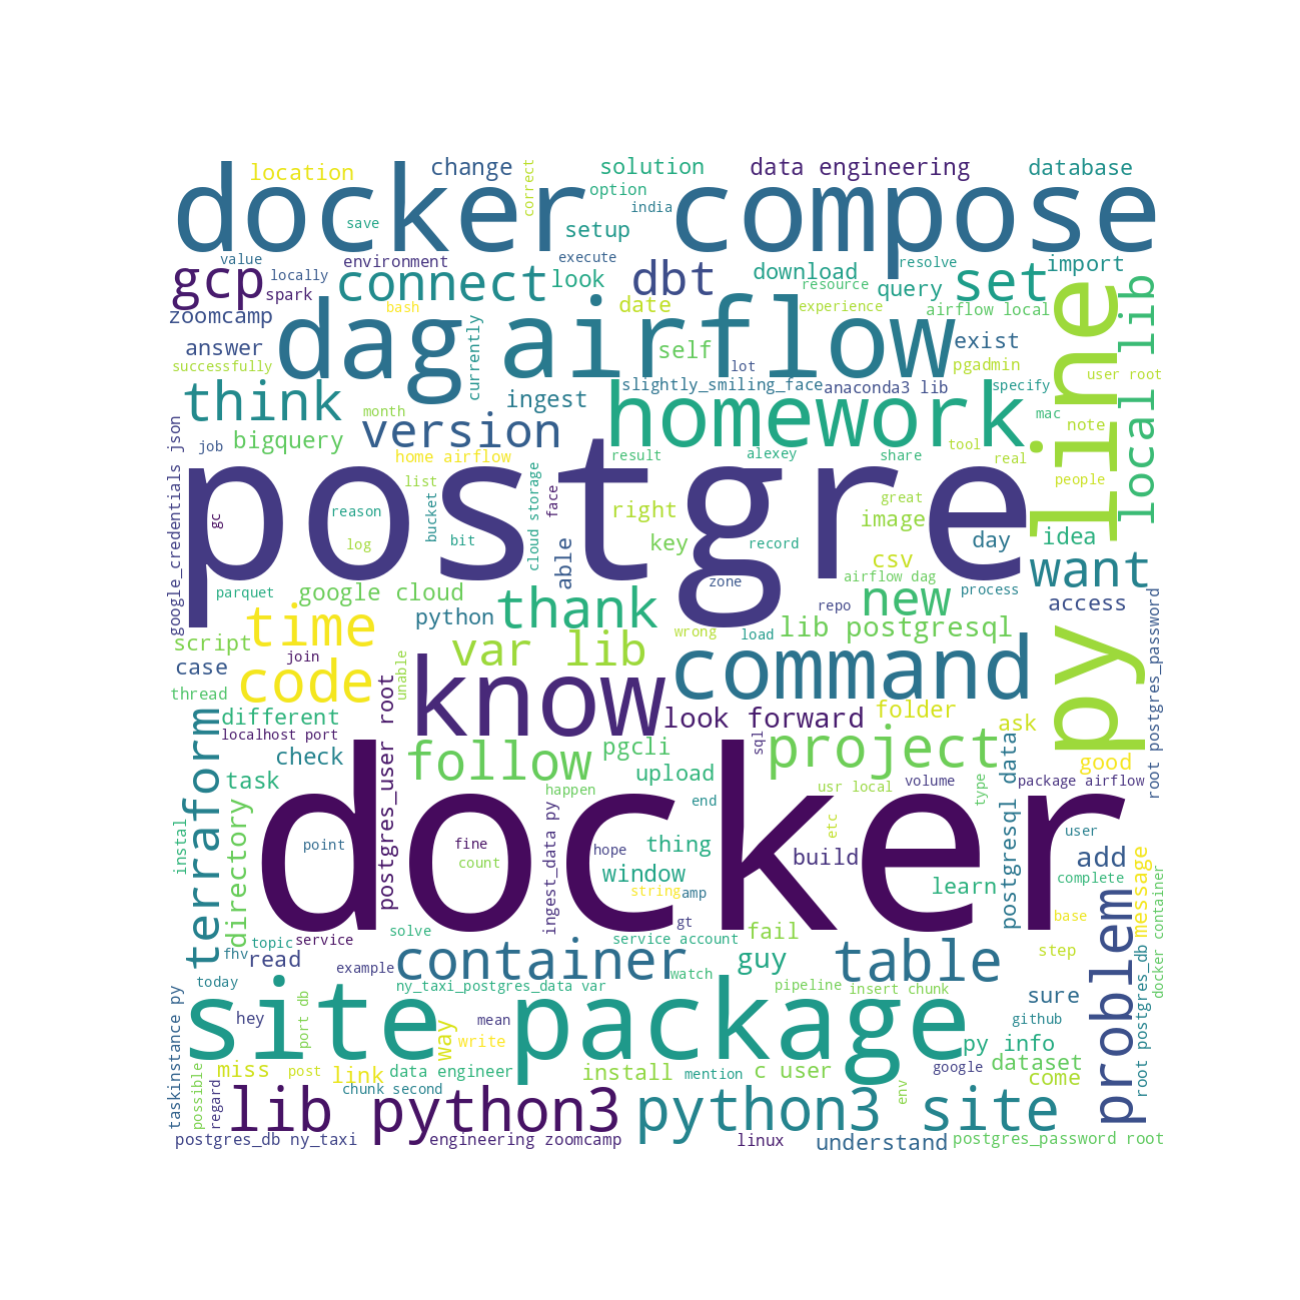 docker compose
location
change
solution
data engineering
database
correct
option
india
save
setup
value
environment
execute
resolve
gcp
locally
spark
connect
look
dbt
download
resource
query
set
import
zoomcamp
bash
date
experience
airflow local
dag
airflow
line
local lib
answer
successfully
currently
self
lot
exist
pgadmin
user root
think
month
ingest
slightly_smiling_face
anaconda3 lib
specify
mac
note
version
homework
job
bigquery
home airflow
result
alexey
share
tool
real
people
google_credentials json
postgre
list
gc
reason
log
bucket
bit
cloud storage
face
able
right
key
record
great
image
csv
day
idea
want
zone
airflow dag
process
parquet
google cloud
python
thank
repo
new
access
time
script
case
join
var lib
wrong
load
lib postgresql
py
root postgres_password
thread
code
unable
know
command
different
localhost port
look forward
folder
ask
terraform
check
postgres_user root
follow
pgcli
sql
project
postgresql data
good
task
upload
happen
usr local
volume
type
package airflow
instal
directory
docker
point
fine
count
ingest_data py
end
hope
thing
etc
build
user
add
window
string
amp
learn
complete
message
gt
base
problem
docker container
solve
topic
service
service account
fail
step
fhv
read
example
container
watch
guy
table
root postgres_db
today
ny_taxi_postgres_data var
pipeline
insert chunk
sure
taskinstance py
site package
hey
port db
mean
way
write
github
py info
miss
post
link
data engineer
install
mention
c user
google
dataset
come
possible
regard
chunk second
env
lib python3
python3 site
postgres_db ny_taxi
engineering zoomcamp
linux
understand
postgres_password root